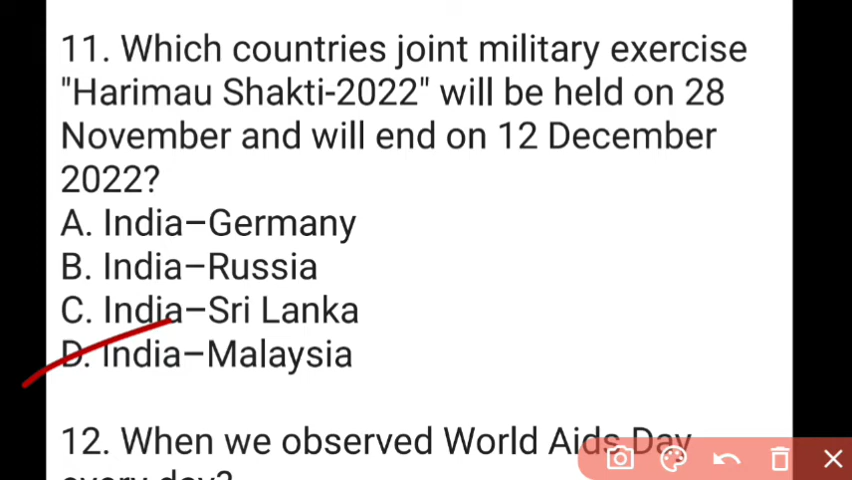 11. Which countries joint military exercise
"Harimau Shakti-2022" will be held on 28
November and will end on 12 December
2022?
A. India–Germany
B. India–Russia
C. India–Sri Lanka
D. India–Malaysia
12. When we observed World Aids Day
every day?